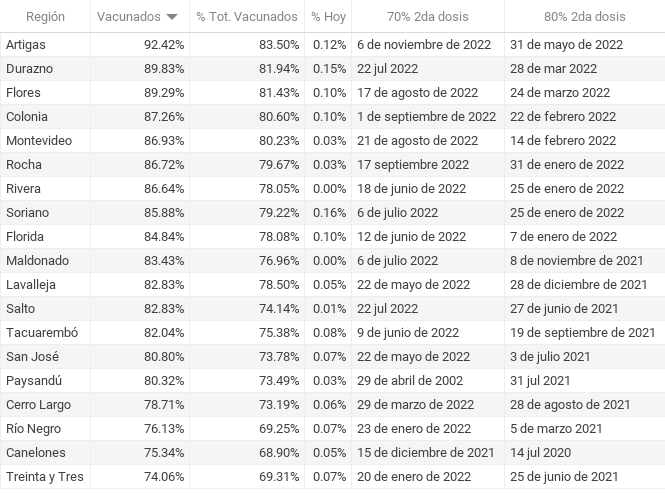 Región Vacunados % Tot. Vacunados % Hoy 70% 2da dosis 80% 2da dosis
Artigas 92.42% 83.50% 0.12% 6 de noviembre de 2022 31 de mayo de 2022
Durazno 89.83% 81.94% 0.15% 22 jul 2022 28 de mar 2022
Flores 89.29% 81.43% 0.10% 17 de agosto de 2022 24 de marzo 2022
Colonia 87.26% 80.60% 0.10% 1 de septiembre de 2022 22 de febrero 2022
Montevideo 86.93% 80.23% 0.03% 21 de agosto de 2022 14 de febrero 2022
Rocha 86.72% 79.67% 0.03% 17 septiembre 2022 31 de enero de 2022
Rivera 86.64% 78.05% 0.00% 18 de junio de 2022 25 de enero 2022
Soriano 85.88% 79.22% 0.16% 6 de julio 2022 25 de enero de 2022
Florida 84.84% 78.08% 0.10% 12 de junio de 2022 7 de enero de 2022
Maldonado 83.43% 76.96% 0.00% 6 de julio 2022 8 de noviembre de 2021
Lavalleja 82.83% 78.50% 0.05% 22 de mayo de 2022 28 de diciembre de 2021
Salto 82.83% 74.14% 0.01% 22 jul 2022 27 de junio de 2021
Tacuarembó 82.04% 75.38% 0.08% 9 de junio de 2022 19 de septiembre de 2021
San José 80.80% 73.78% 0.07% 22 de mayo de 2022 3 de julio 2021
Paysandú 80.32% 73.49% 0.03% 29 de abril de 2002 31 jul 2021
Cerro Largo 78.71% 73.19% 0.06% 29 de marzo de 2022 28 de agosto de 2021
Río Negro 76.13% 69.25% 0.07% 23 de enero de 2022 5 de marzo 2021
Canelones 75.34% 68.90% 0.05% 15 de diciembre de 2021 14 jul 2020
Treinta y Tres 74.06% 69.31% 0.07% 20 de enero de 2022 25 de junio de 2021